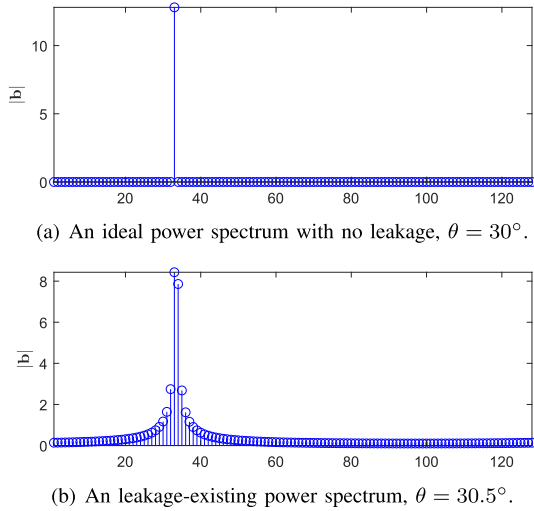 10
5
0
|b|
20 40 60 80 100 120
(a) An ideal power spectrum with no leakage, θ = 30°.
8
6
4
2
0
|b|
20 40 60 80 100 120
(b) An leakage-existing power spectrum, θ = 30.5°.